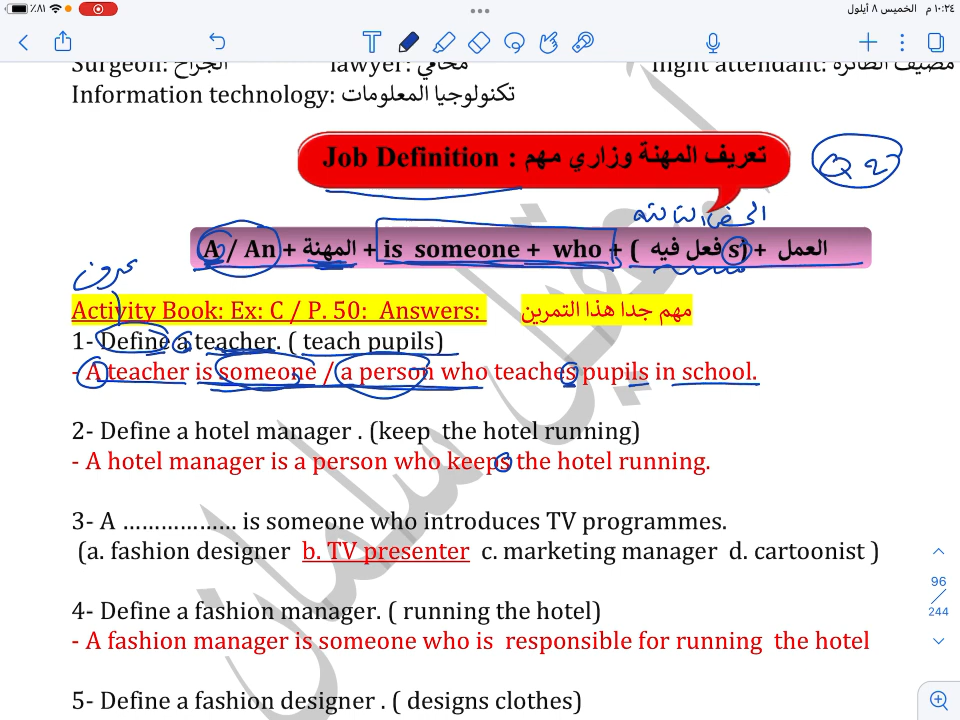 ١٠:٢٤ م الخميس ٨ أيلول ٨١٪
Surgeon: الجراح lawyer: محامي flight attendant: مضيف الطائرة
Information technology: تكنولوجيا المعلومات
Job Definition : تعريف المهنة وزاري مهم
Q 2
A / An + المهنة + is someone + who + ( فعل فيه s) + العمل
Activity Book: Ex: C / P. 50: Answers: مهم جدا هذا التمرين
1- Define a teacher. ( teach pupils)
- A teacher is someone / a person who teaches pupils in school.
2- Define a hotel manager . (keep the hotel running)
- A hotel manager is a person who keeps the hotel running.
3- A ……………… is someone who introduces TV programmes.
(a. fashion designer b. TV presenter c. marketing manager d. cartoonist )
4- Define a fashion manager. ( running the hotel)
- A fashion manager is someone who is responsible for running the hotel
5- Define a fashion designer . ( designs clothes)
96
244